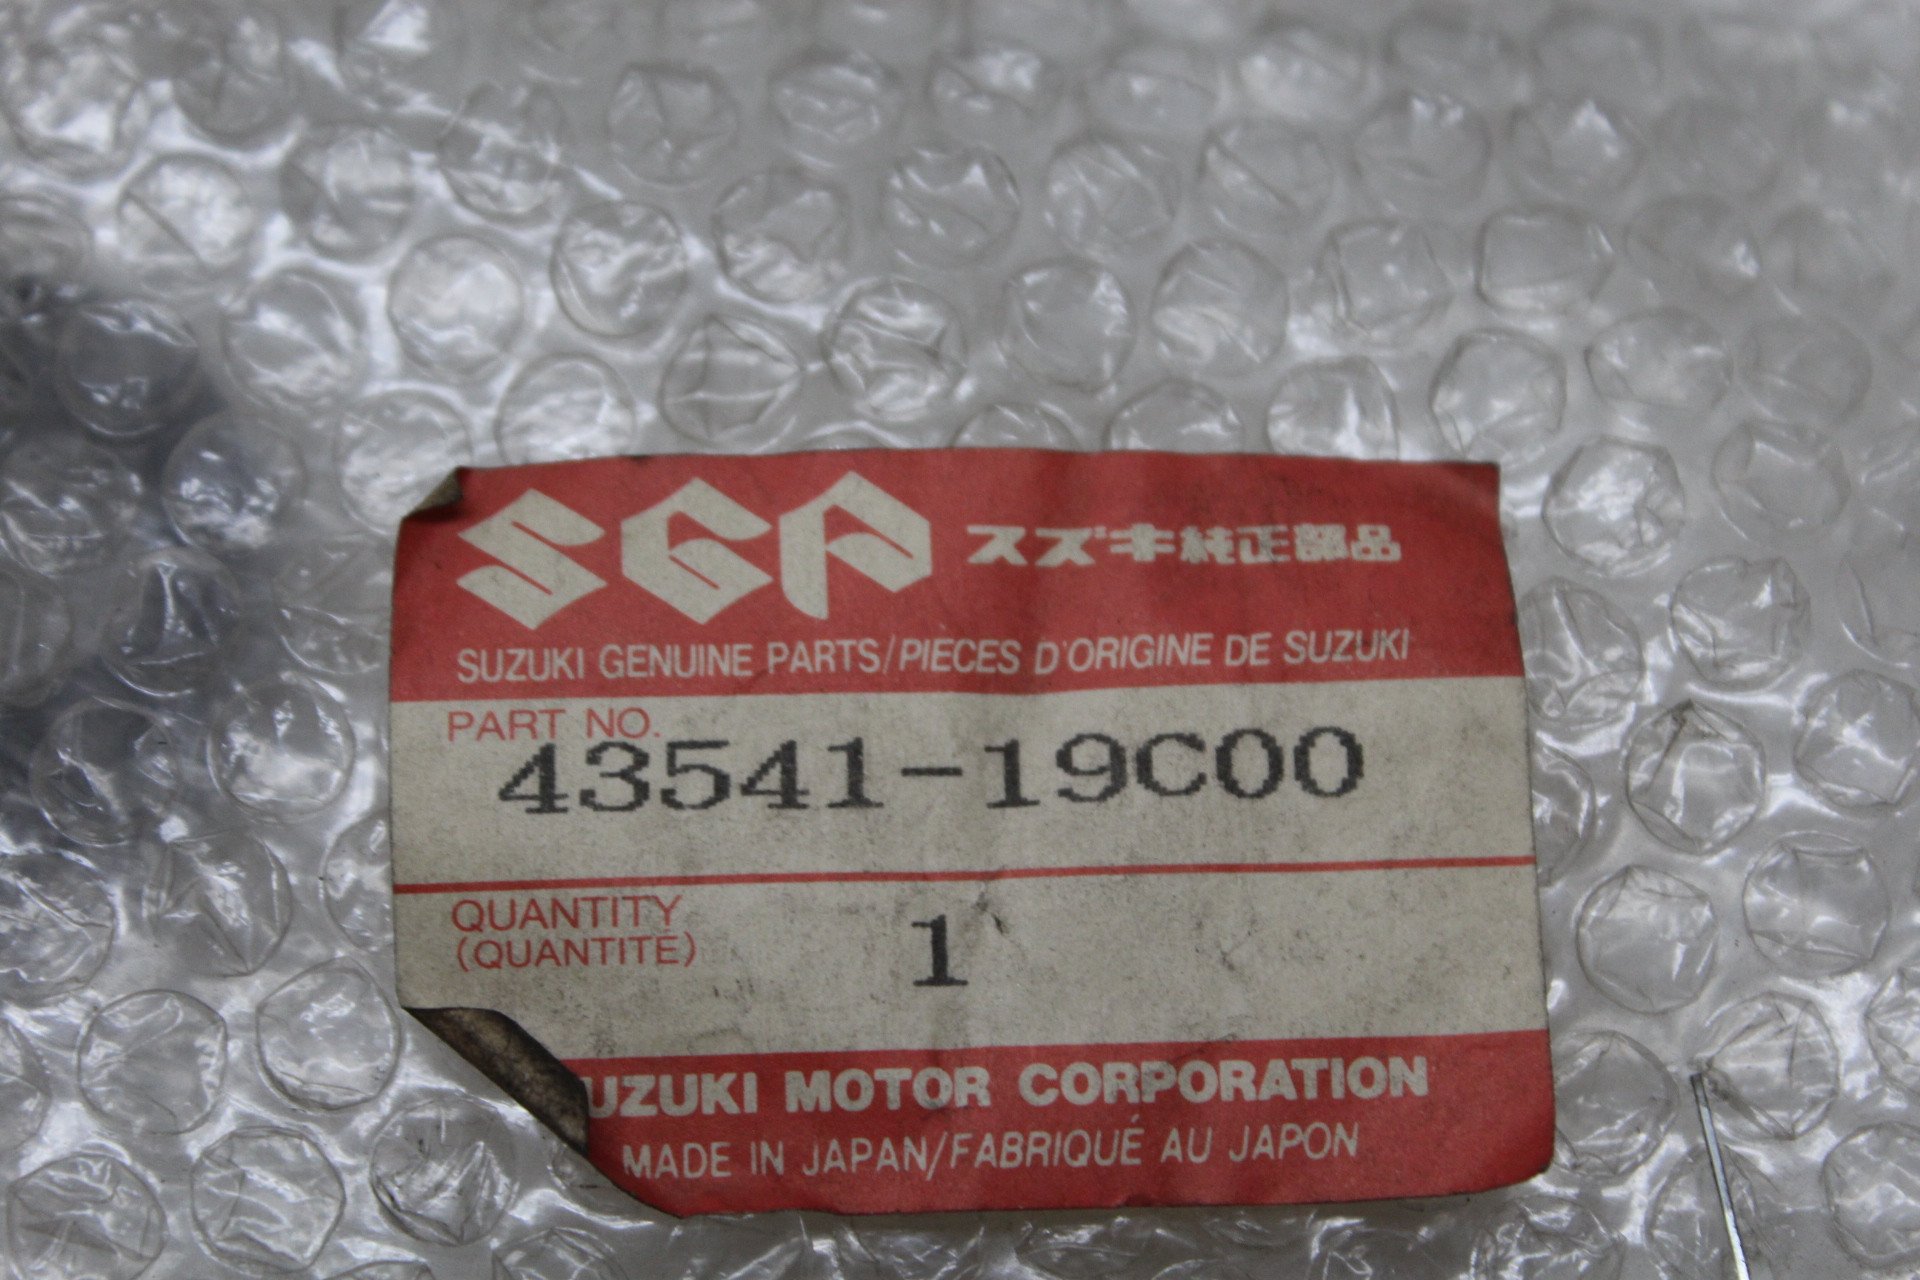 SGP スズキ純正部品
SUZUKI GENUINE PARTS/PIECES D'ORIGINE DE SUZUKI
PART NO.
43541-19C00
QUANTITY 1
(QUANTITÉ)
UZUKI MOTOR CORPORATION
MADE IN JAPAN/FABRIQUÉ AU JAPON